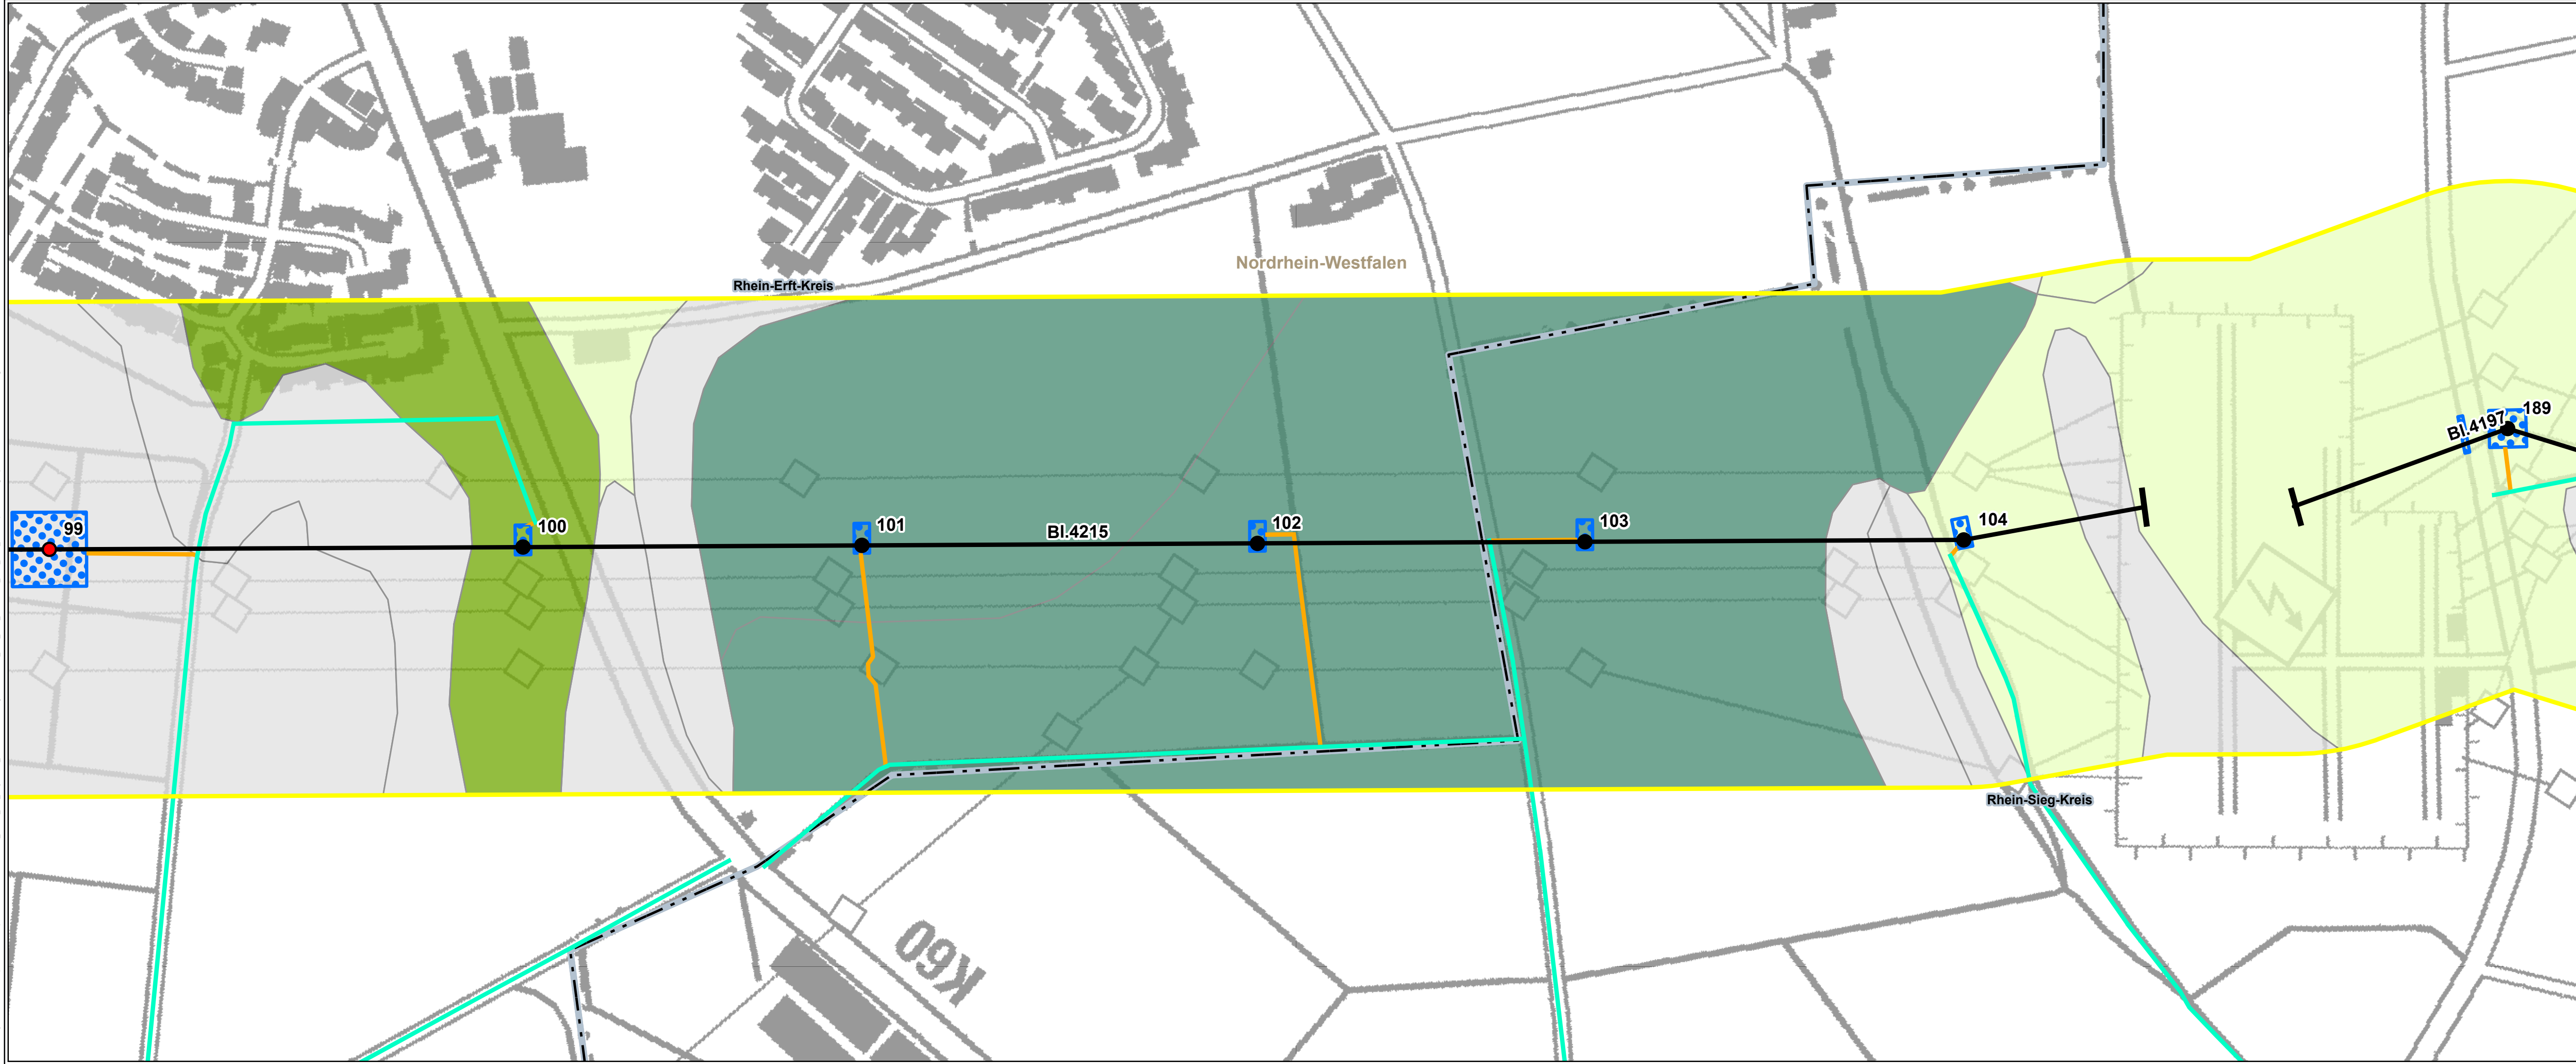 Nordrhein-Westfalen
Rhein-Erft-Kreis
99
100
101
Bl.4215
102
103
104
Bl.4197
189
Rhein-Sieg-Kreis
K60